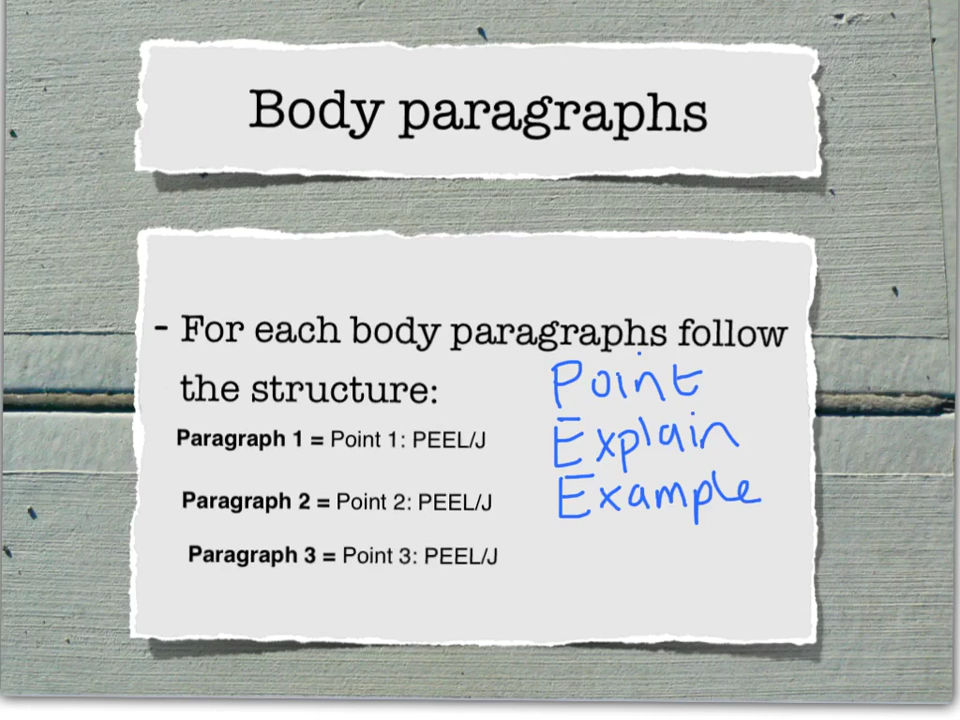 Body paragraphs
- For each body paragraphs follow
the structure:
Point
Paragraph 1 = Point 1: PEEL/J
Explain
Paragraph 2 = Point 2: PEEL/J
Example
Paragraph 3 = Point 3: PEEL/J